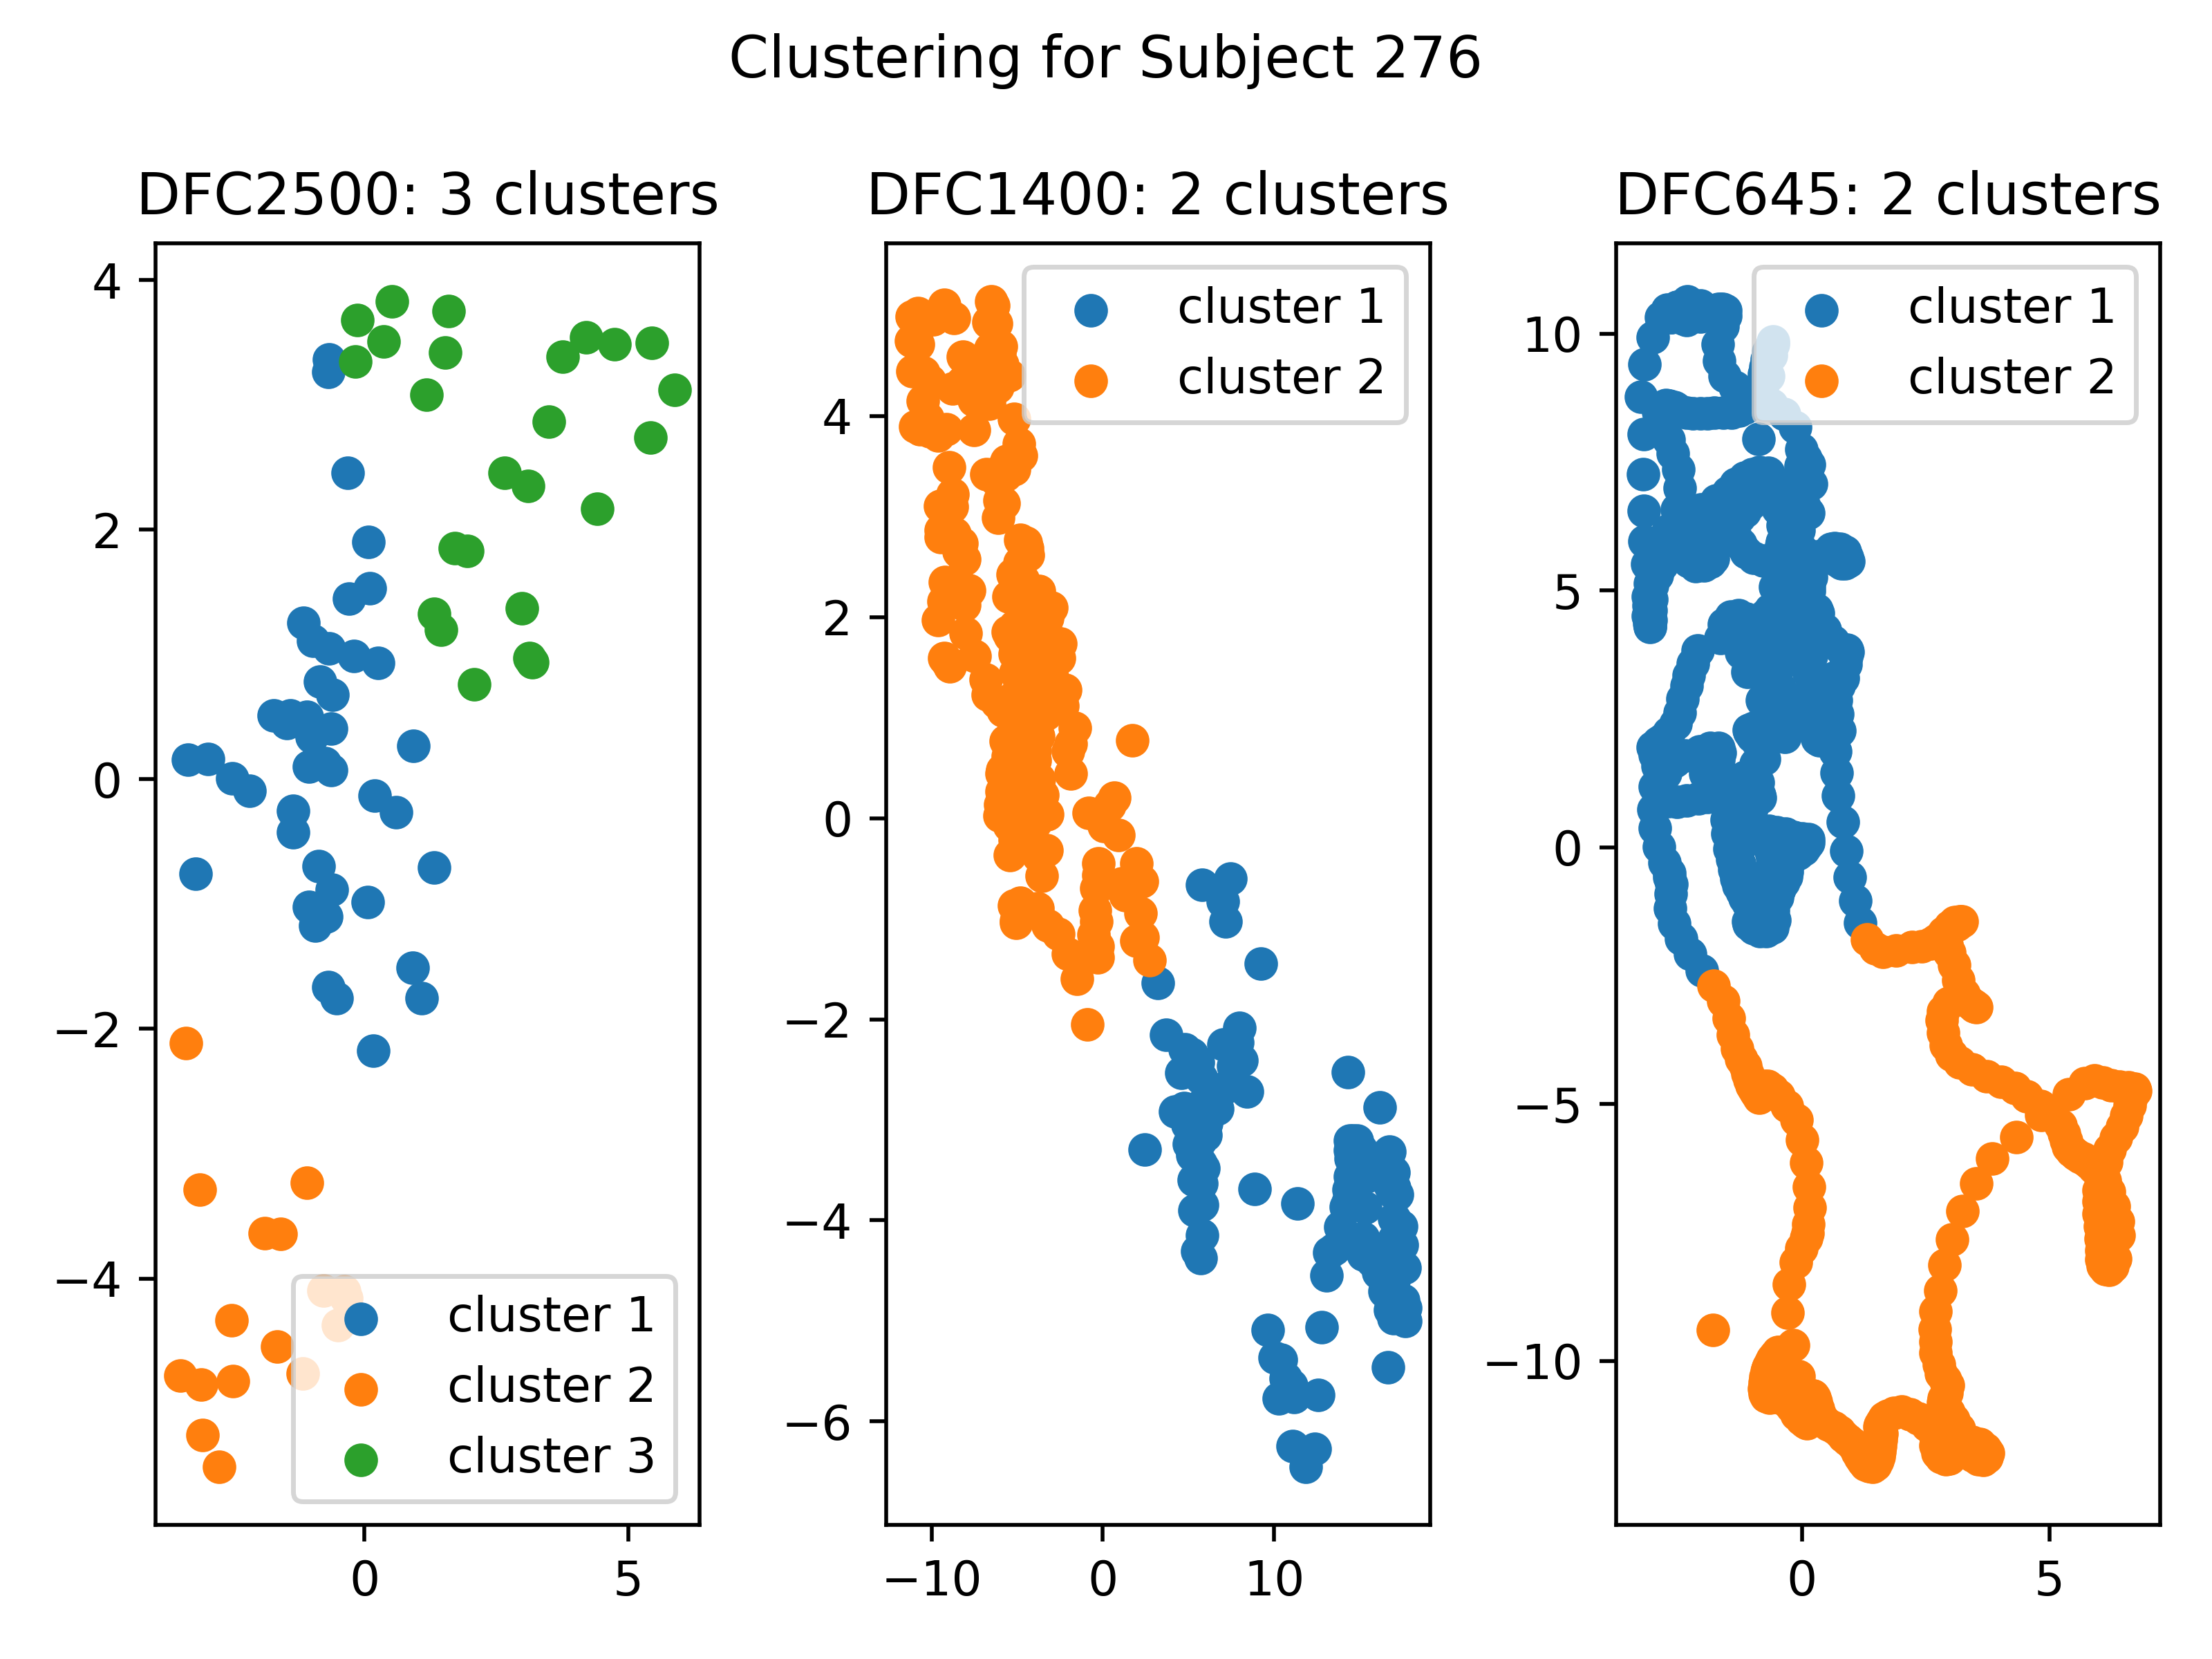 Clustering for Subject 276
DFC2500: 3 clusters
4
2
0
−2
−4
0
5
cluster 1
cluster 2
cluster 3
DFC1400: 2 clusters
4
2
0
−2
−4
−6
−10
0
10
cluster 1
cluster 2
DFC645: 2 clusters
10
5
0
−5
−10
0
5
cluster 1
cluster 2